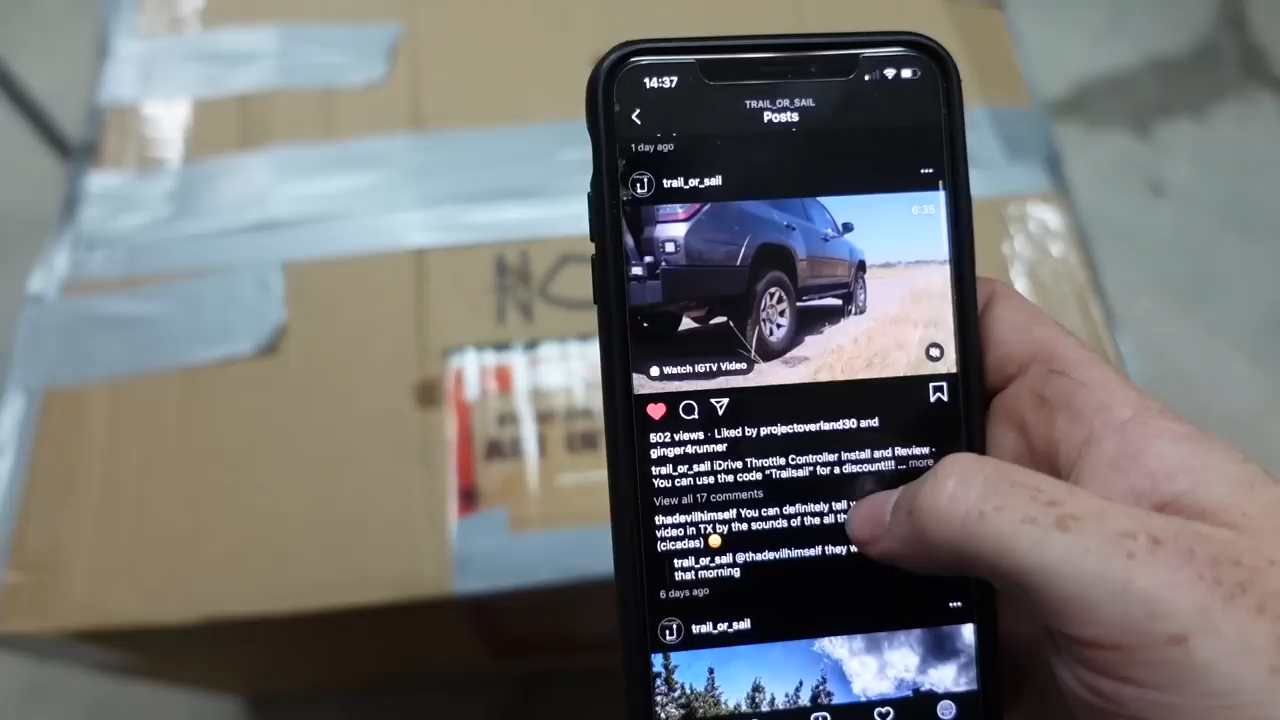 14:37
TRAIL_OR_SAIL
Posts
1 day ago
trail_or_sail
6:35
Watch IGTV Video
502 views · Liked by projectoverland30 and
ginger4runner
trail_or_sail iDrive Throttle Controller Install and Review ·
You can use the code “Trailsail” for a discount!!! ... more
View all 17 comments
thadevilhimself You can definitely tell
video in TX by the sounds of the all
(cicadas) 😳
trail_or_sail @thadevilhimself they
that morning
6 days ago
trail_or_sail